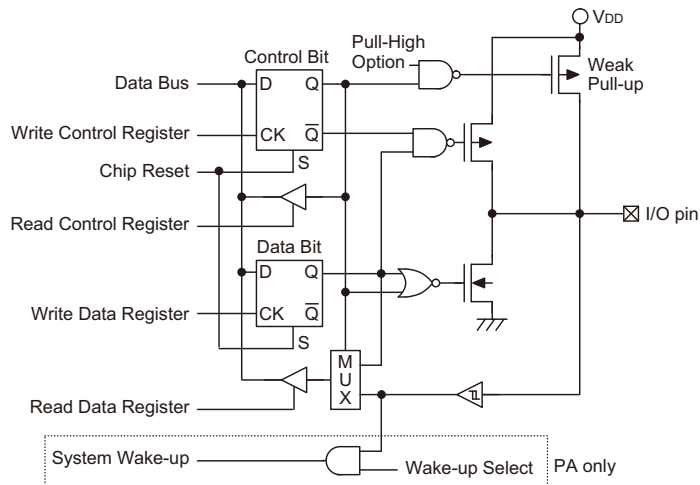 VDD
Control Bit
Pull-High
Option
Weak
Pull-up
Data Bus
D
Q
Write Control Register
CK
Q
Chip Reset
S
I/O pin
Read Control Register
Data Bit
D
Q
Write Data Register
CK
Q
S
M
U
X
Read Data Register
System Wake-up
Wake-up Select
PA only